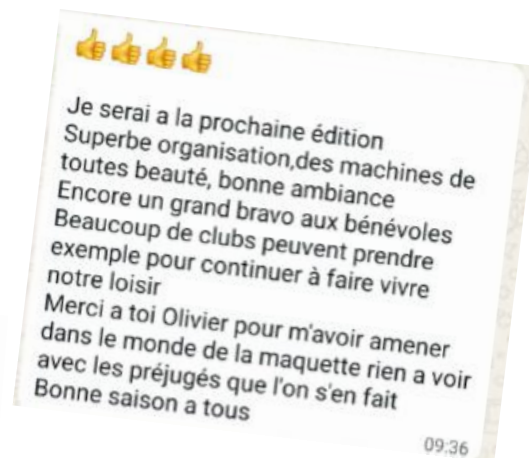 👍👍👍👍
Je serai a la prochaine édition
Superbe organisation,des machines de
toutes beauté, bonne ambiance
Encore un grand bravo aux bénévoles
Beaucoup de clubs peuvent prendre
exemple pour continuer à faire vivre
notre loisir
Merci a toi Olivier pour m'avoir amener
dans le monde de la maquette rien a voir
avec les préjugés que l'on s'en fait
Bonne saison a tous
09:36